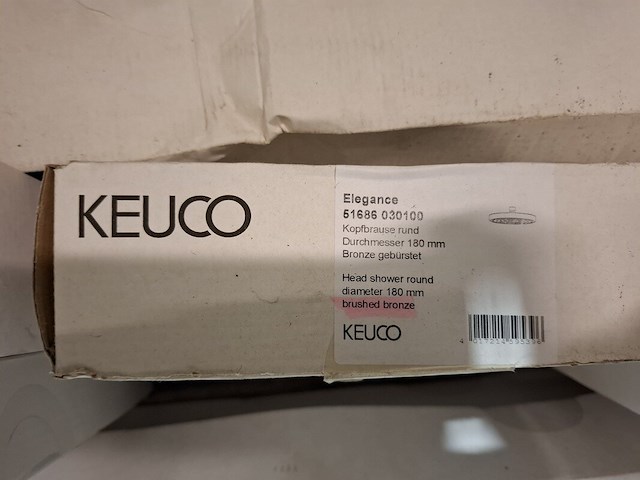 KEUCO
Elegance
51686 030100
Kopfbrause rund
Durchmesser 180 mm
Bronze gebürstet
Head shower round
diameter 180 mm
brushed bronze
KEUCO